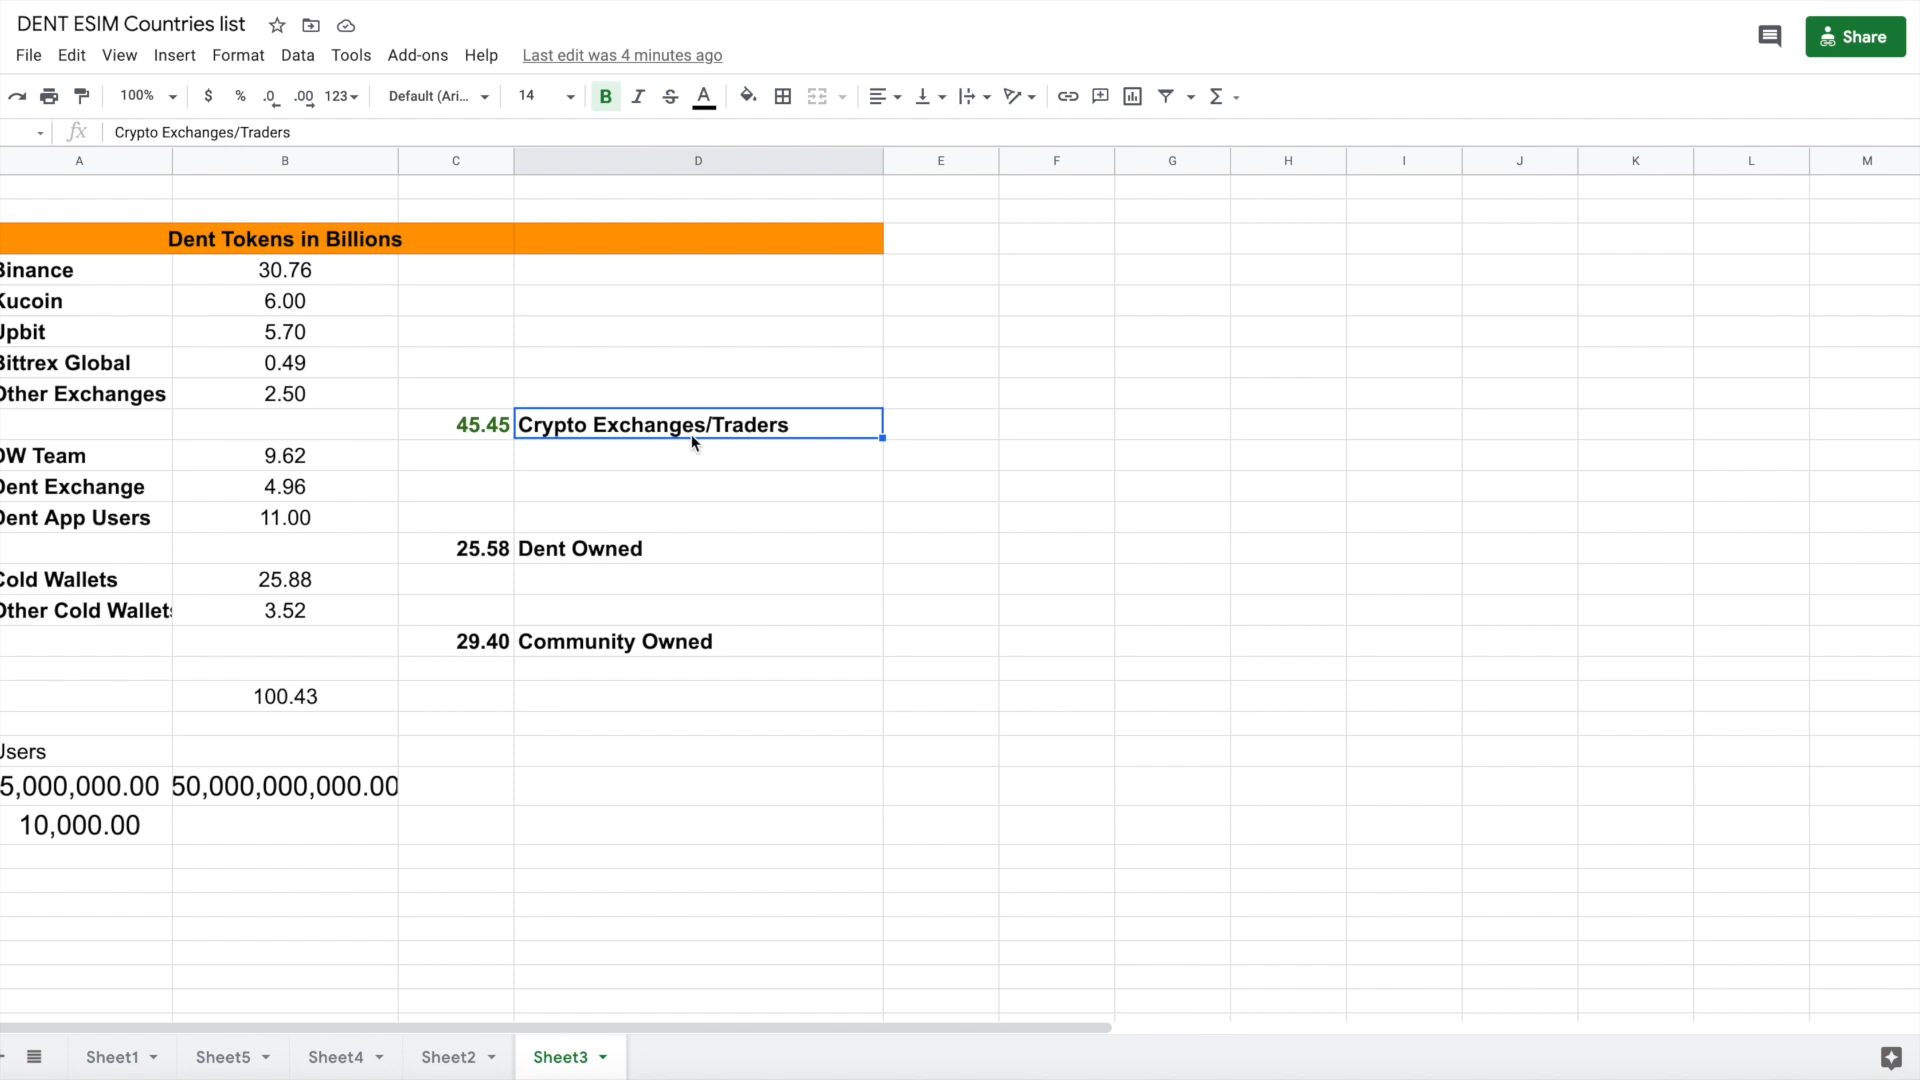 DENT ESIM Countries list
File Edit View Insert Format Data Tools Add-ons Help Last edit was 4 minutes ago
Share
100% $ % .0 .00 123 Default (Ari... 14 B I S A Σ
fx Crypto Exchanges/Traders
A B C D E F G H I J K L M
Dent Tokens in Billions
Binance 30.76
Kucoin 6.00
Upbit 5.70
Bittrex Global 0.49
Other Exchanges 2.50
45.45 Crypto Exchanges/Traders
DW Team 9.62
Dent Exchange 4.96
Dent App Users 11.00
25.58 Dent Owned
Cold Wallets 25.88
Other Cold Wallets 3.52
29.40 Community Owned
100.43
Users
5,000,000.00 50,000,000,000.00
10,000.00
Sheet1 Sheet5 Sheet4 Sheet2 Sheet3